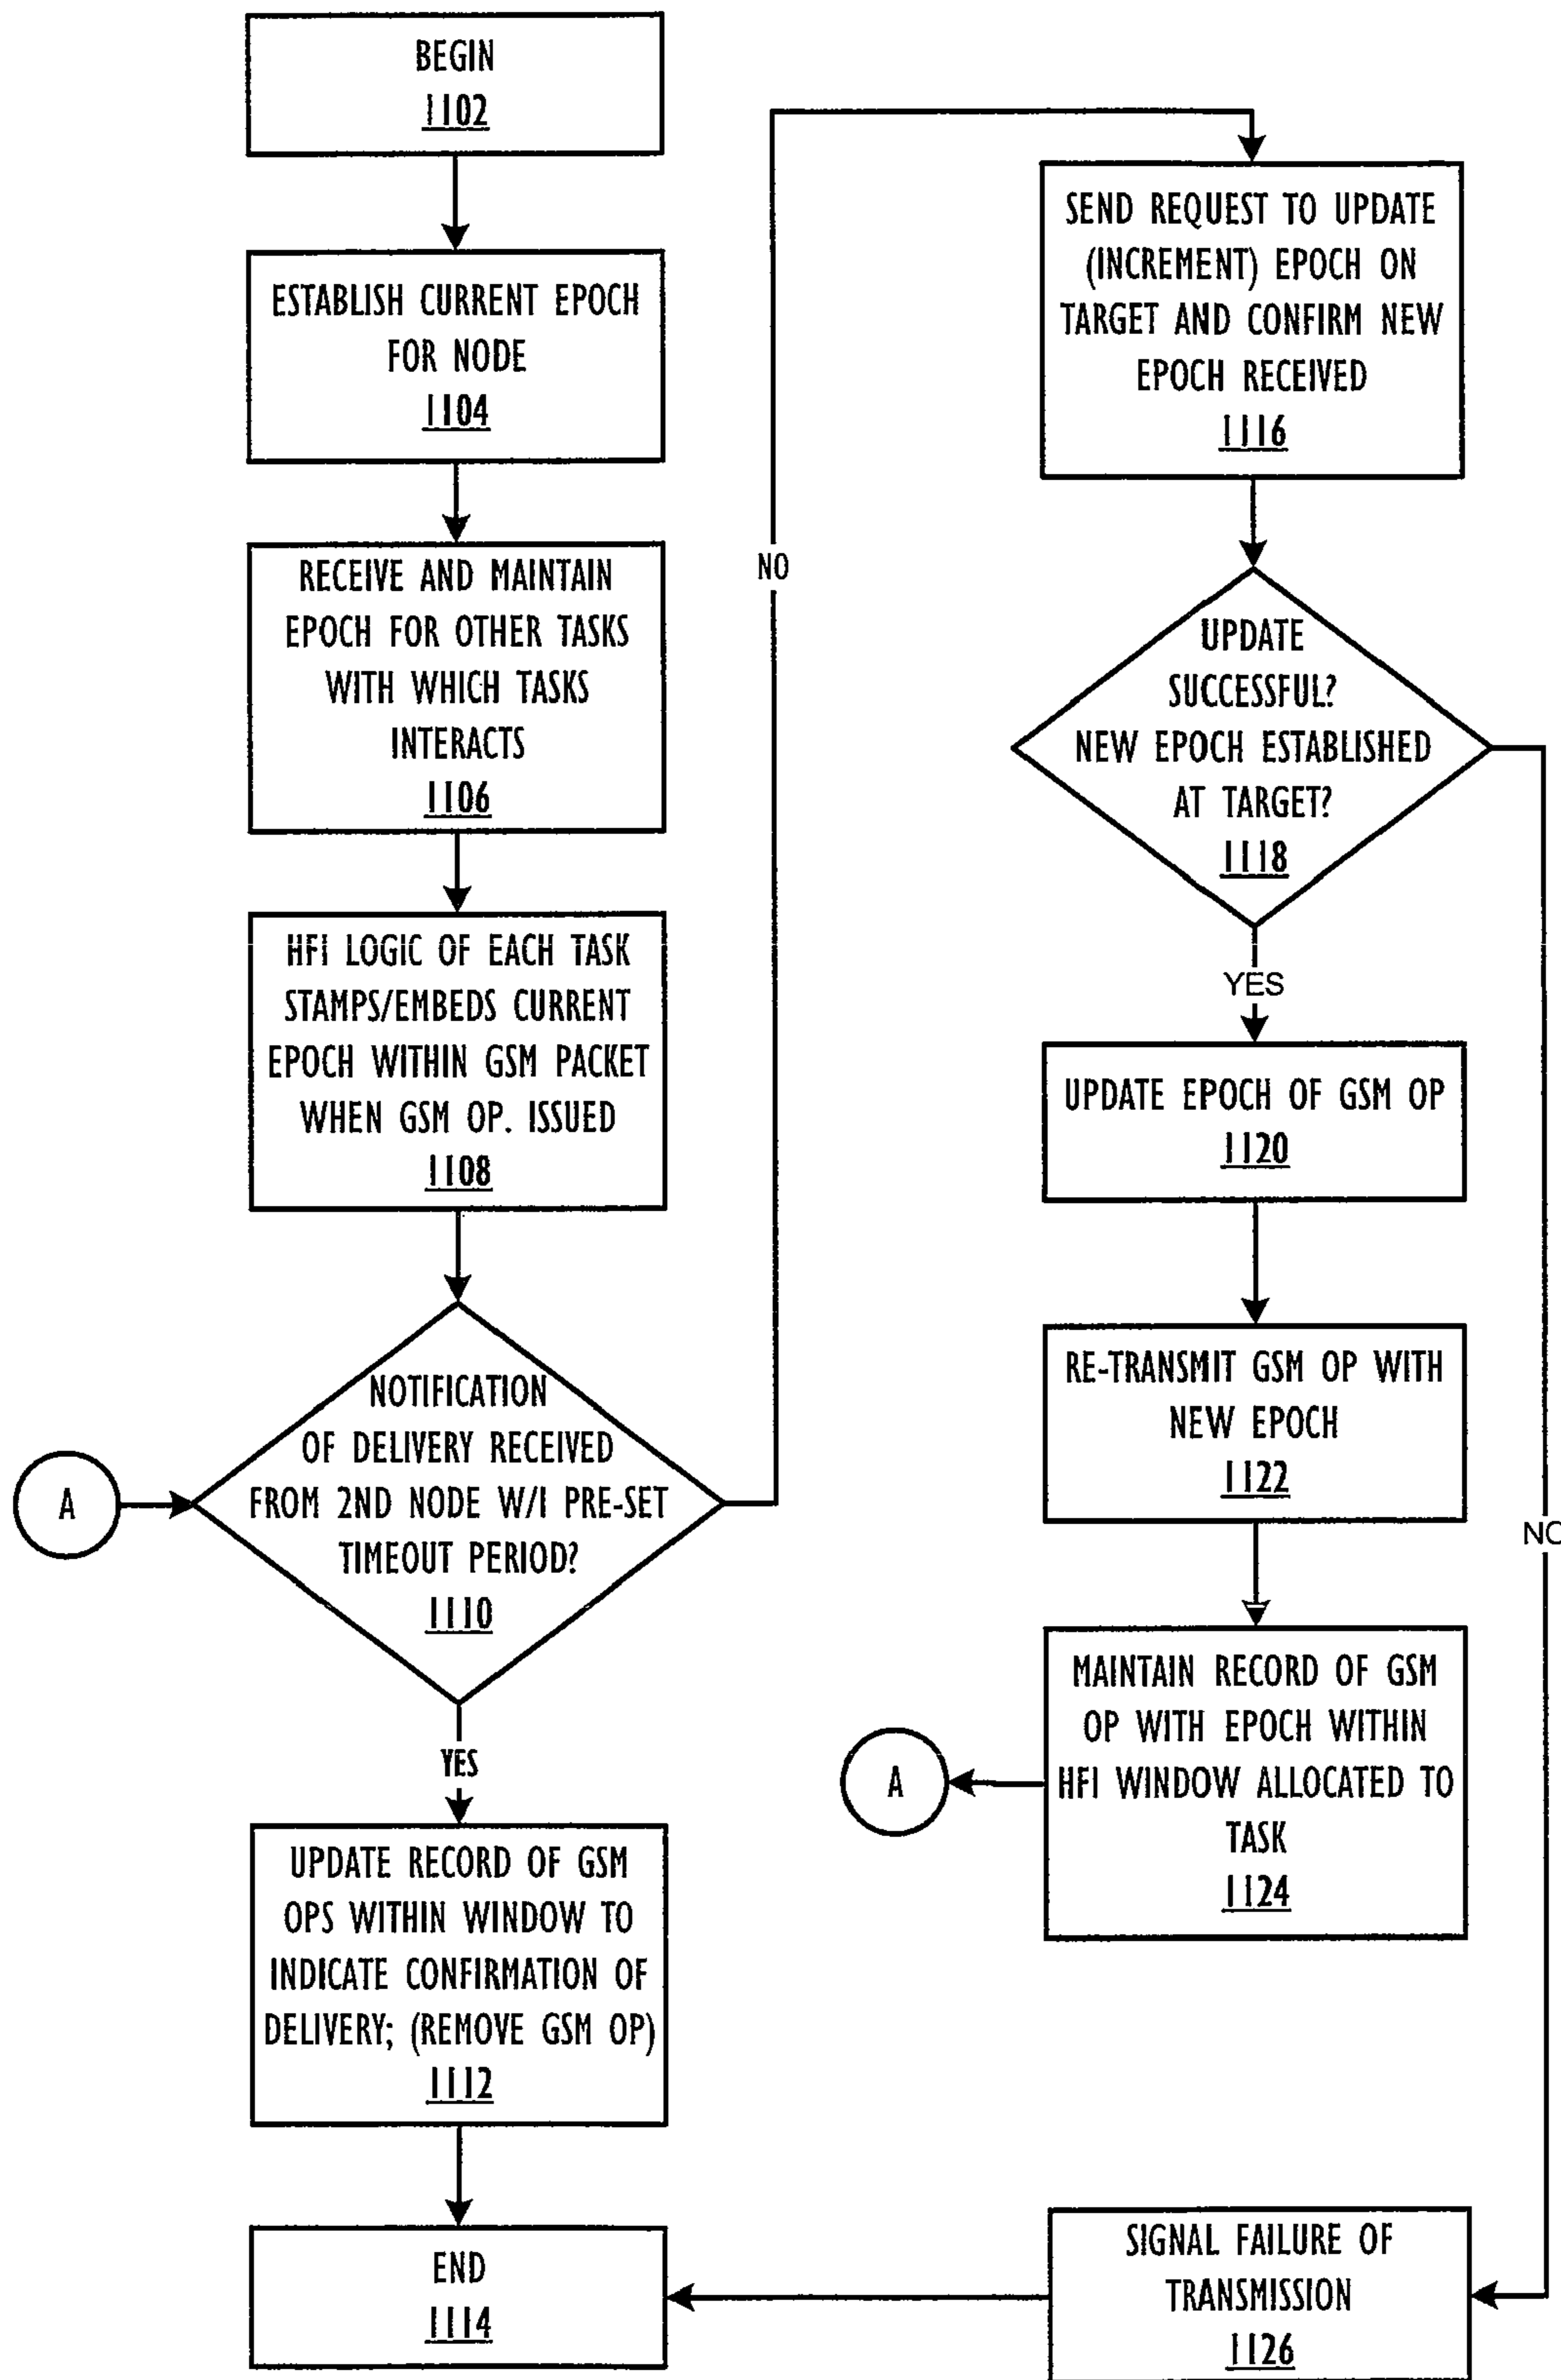 BEGIN
1102
ESTABLISH CURRENT EPOCH
FOR NODE
1104
RECEIVE AND MAINTAIN
EPOCH FOR OTHER TASKS
WITH WHICH TASKS
INTERACTS
1106
HFI LOGIC OF EACH TASK
STAMPS/EMBEDS CURRENT
EPOCH WITHIN GSM PACKET
WHEN GSM OP. ISSUED
1108
A
NOTIFICATION
OF DELIVERY RECEIVED
FROM 2ND NODE W/I PRE-SET
TIMEOUT PERIOD?
1110
YES
UPDATE RECORD OF GSM
OPS WITHIN WINDOW TO
INDICATE CONFIRMATION OF
DELIVERY; (REMOVE GSM OP)
1112
END
1114
NO
SEND REQUEST TO UPDATE
(INCREMENT) EPOCH ON
TARGET AND CONFIRM NEW
EPOCH RECEIVED
1116
UPDATE
SUCCESSFUL?
NEW EPOCH ESTABLISHED
AT TARGET?
1118
YES
UPDATE EPOCH OF GSM OP
1120
RE-TRANSMIT GSM OP WITH
NEW EPOCH
1122
MAINTAIN RECORD OF GSM
OP WITH EPOCH WITHIN
HFI WINDOW ALLOCATED TO
TASK
1124
A
NO
SIGNAL FAILURE OF
TRANSMISSION
1126